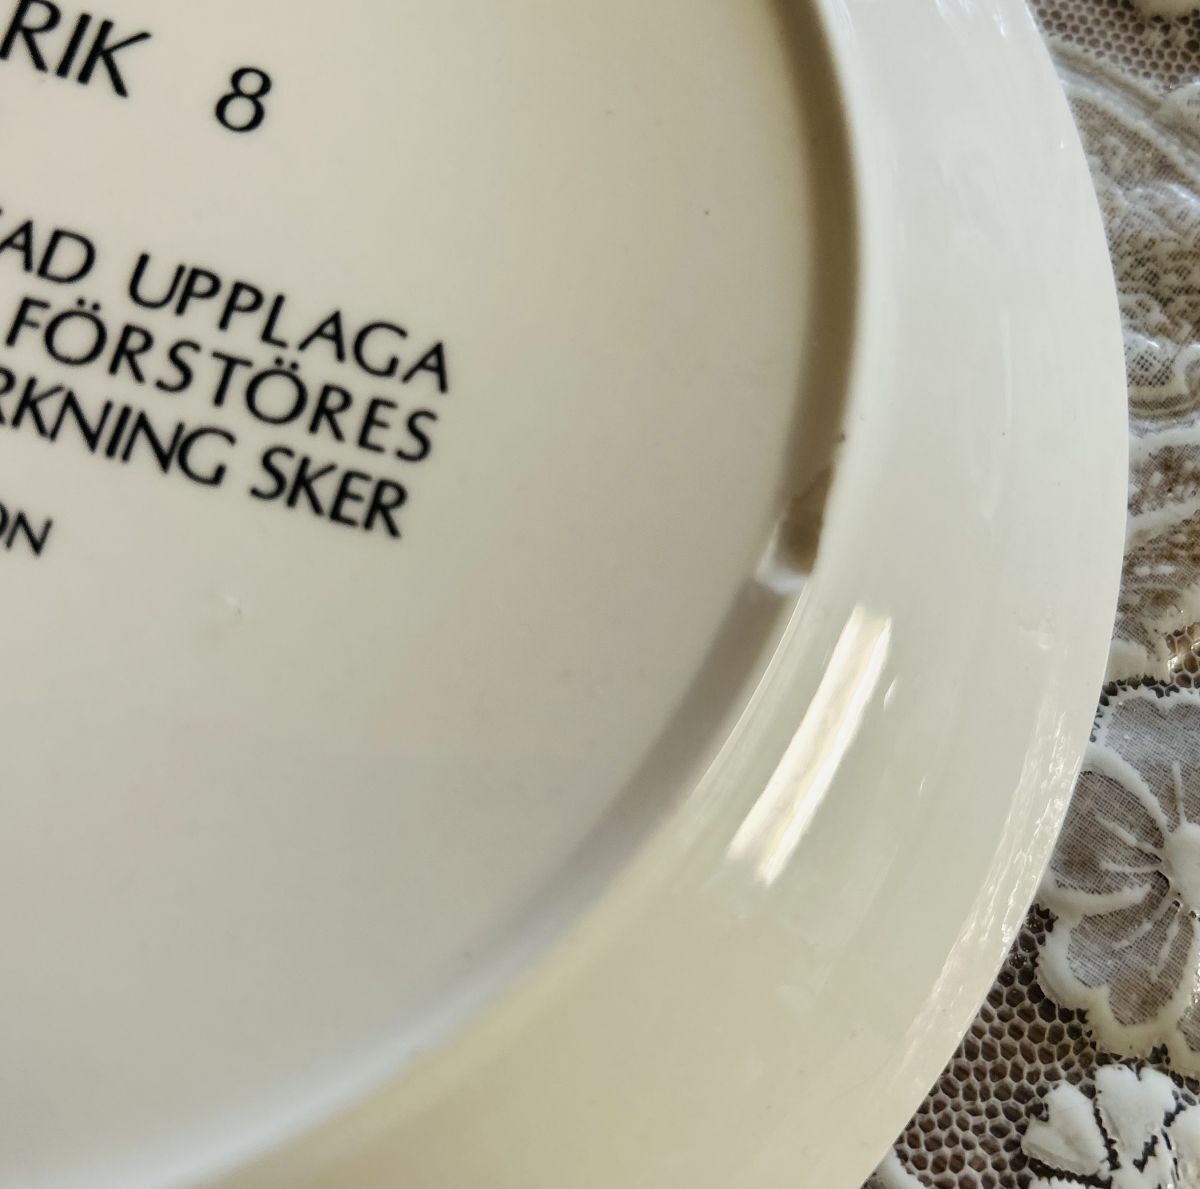 RIK 8
AD UPPLAGA
FÖRSTÖRES
RKNING SKER
ON